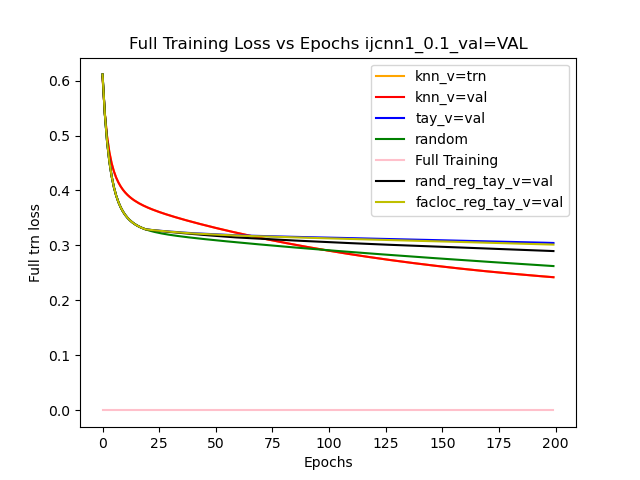 Full Training Loss vs Epochs ijcnn1_0.1_val=VAL
knn_v=trn
knn_v=val
tay_v=val
random
Full Training
rand_reg_tay_v=val
facloc_reg_tay_v=val
Full trn loss
0.6
0.5
0.4
0.3
0.2
0.1
0.0
0 25 50 75 100 125 150 175 200
Epochs